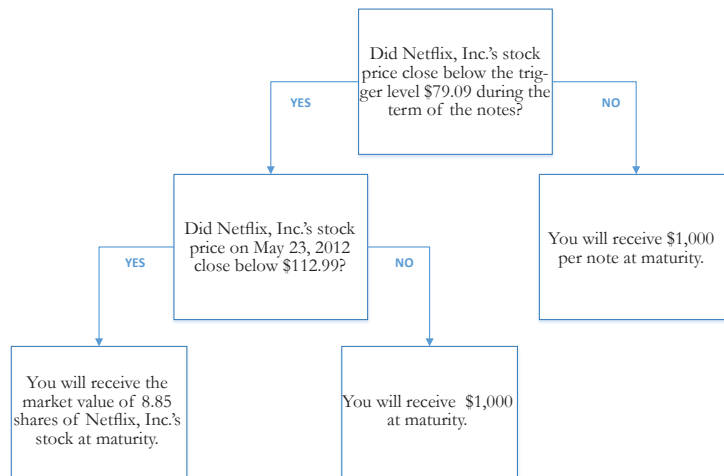 Did Netflix, Inc.'s stock
price close below the trig-
ger level $79.09 during the
term of the notes?
YES
NO
Did Netflix, Inc.'s stock
price on May 23, 2012
close below $112.99?
You will receive $1,000
per note at maturity.
YES
NO
You will receive the
market value of 8.85
shares of Netflix, Inc.'s
stock at maturity.
You will receive $1,000
at maturity.